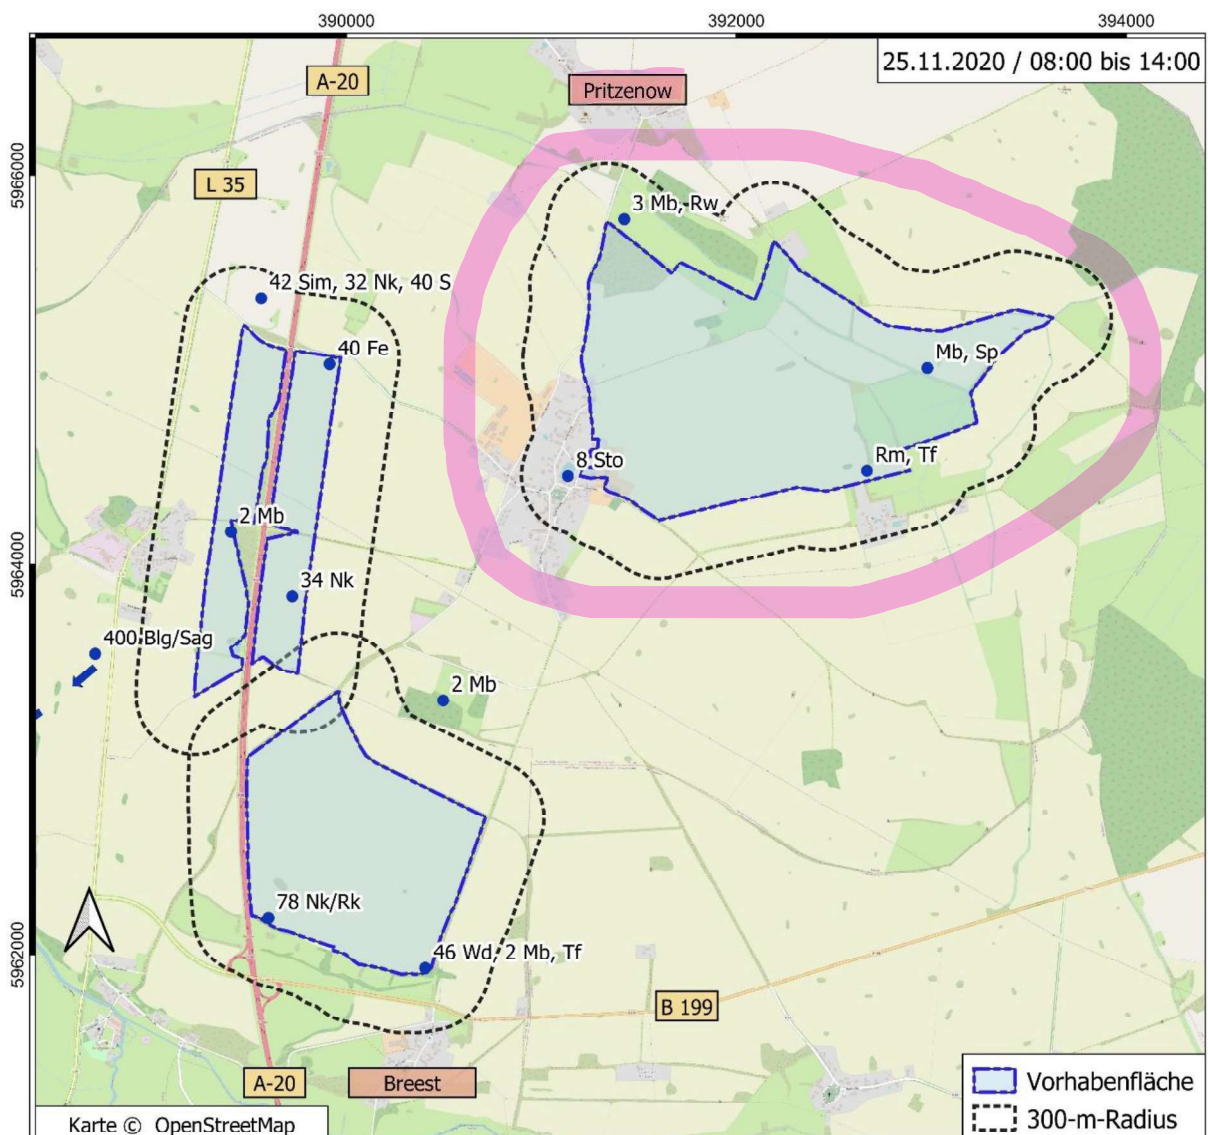 390000
392000
394000
25.11.2020 / 08:00 bis 14:00
A-20
Pritzenow
5966000
L 35
3 Mb, Rw
42 Sim, 32 Nk, 40 S
40 Fe
Mb, Sp
8 Sto
Rm, Tf
2 Mb
5964000
34 Nk
400 Blg/Sag
2 Mb
78 Nk/Rk
46 Wd, 2 Mb, Tf
5962000
B 199
A-20
Breest
Vorhabenfläche
300-m-Radius
Karte © OpenStreetMap